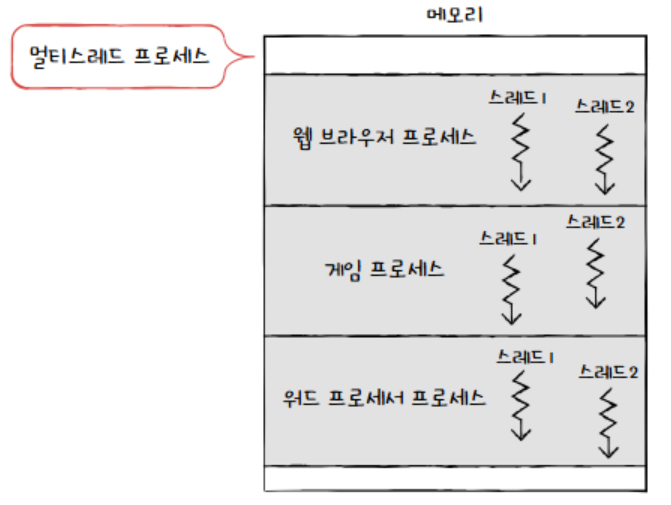 메모리
멀티스레드 프로세스
스레드1
스레드2
웹 브라우저 프로세스
스레드1
스레드2
게임 프로세스
스레드1
스레드2
워드 프로세서 프로세스